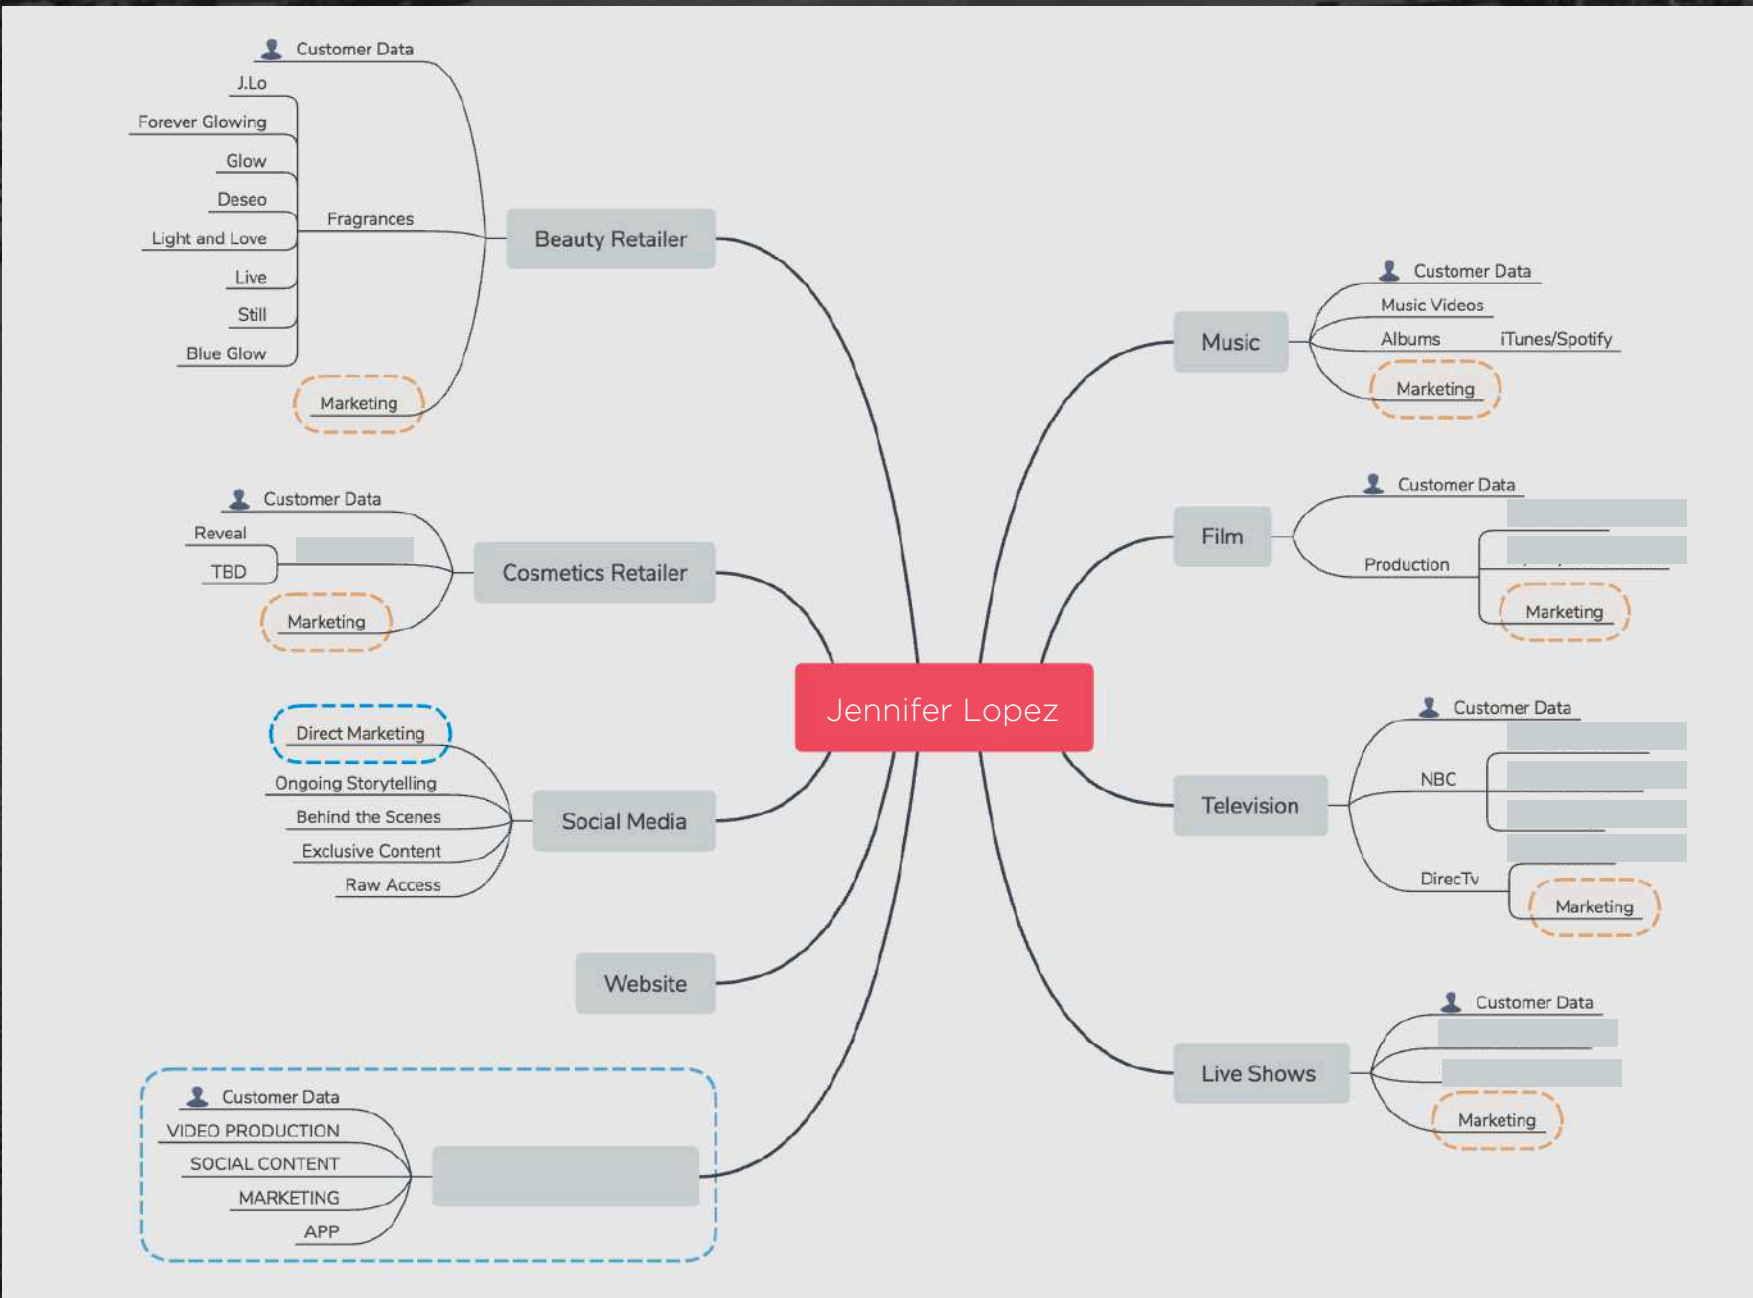 Customer Data
J.Lo
Forever Glowing
Glow
Deseo
Light and Love
Live
Still
Blue Glow
Fragrances
Marketing
Beauty Retailer
Customer Data
Reveal
TBD
Marketing
Cosmetics Retailer
Direct Marketing
Ongoing Storytelling
Behind the Scenes
Exclusive Content
Raw Access
Social Media
Website
Customer Data
VIDEO PRODUCTION
SOCIAL CONTENT
MARKETING
APP
Jennifer Lopez
Music
Customer Data
Music Videos
Albums iTunes/Spotify
Marketing
Film
Customer Data
Production
Marketing
Television
Customer Data
NBC
DirecTv
Marketing
Live Shows
Customer Data
Marketing